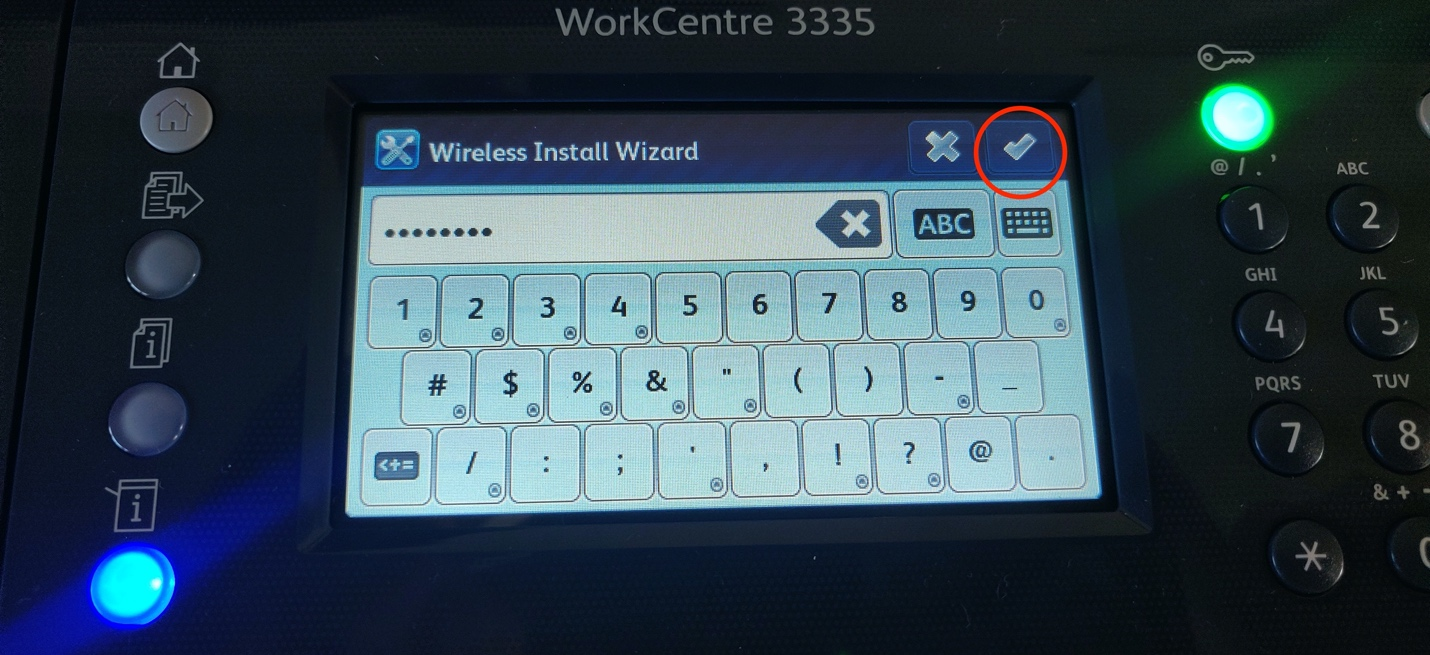 WorkCentre 3335
Wireless Install Wizard
•••••••• ABC
1 2 3 4 5 6 7 8 9 0
# $ % & " ( ) - _
<+= / : ; ' , ! ? @ .
@ / . ’ ABC
1 2
GHI JKL
4 5
PQRS TUV
7 8
& + -
* 0